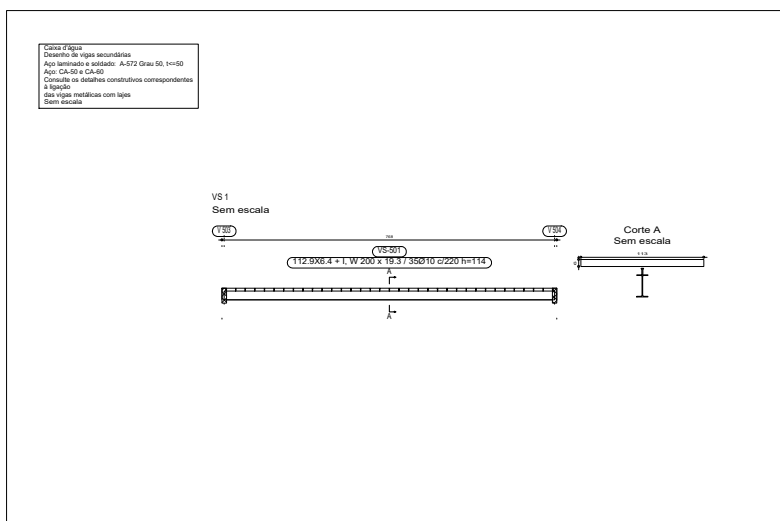 Caixa d'água
Desenho de vigas secundárias
Aço laminado e soldado: A-572 Grau 50, t<=50
Aço: CA-50 e CA-60
Consulte os detalhes construtivos correspondentes
à ligação
das vigas metálicas com lajes
Sem escala
VS 1
Sem escala
V 503
V 504
VS-501
112.9X6.4 + I, W 200 x 19.3 / 35Ø10 c/220 h=114
A
A
Corte A
Sem escala
113